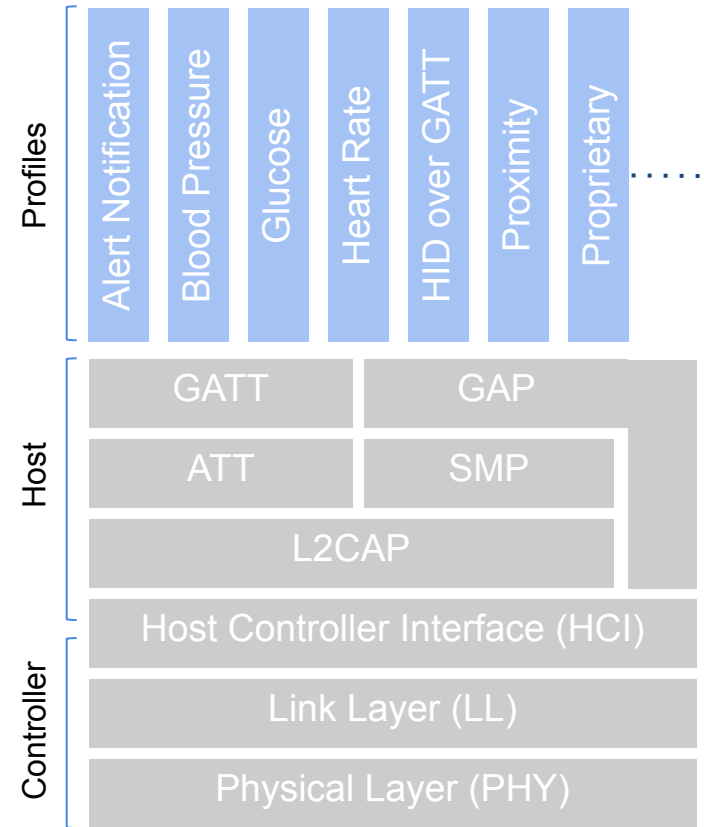 Profiles
Alert Notification
Blood Pressure
Glucose
Heart Rate
HID over GATT
Proximity
Proprietary
.....
Host
GATT
GAP
ATT
SMP
L2CAP
Host Controller Interface (HCI)
Controller
Link Layer (LL)
Physical Layer (PHY)